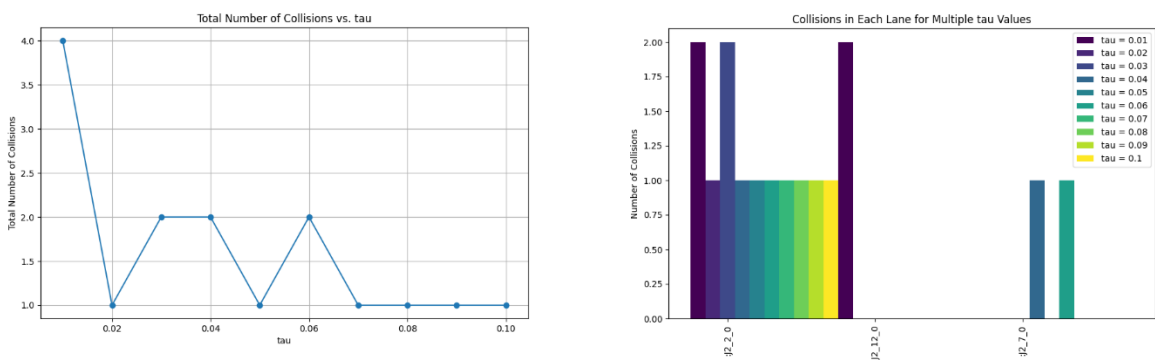 Total Number of Collisions vs. tau
Total Number of Collisions
4.0
3.5
3.0
2.5
2.0
1.5
1.0
0.02
0.04
0.06
0.08
0.10
tau
Collisions in Each Lane for Multiple tau Values
Number of Collisions
2.00
1.75
1.50
1.25
1.00
0.75
0.50
0.25
0.00
:J2_2_0
J2_12_0
:J2_7_0
tau = 0.01
tau = 0.02
tau = 0.03
tau = 0.04
tau = 0.05
tau = 0.06
tau = 0.07
tau = 0.08
tau = 0.09
tau = 0.1